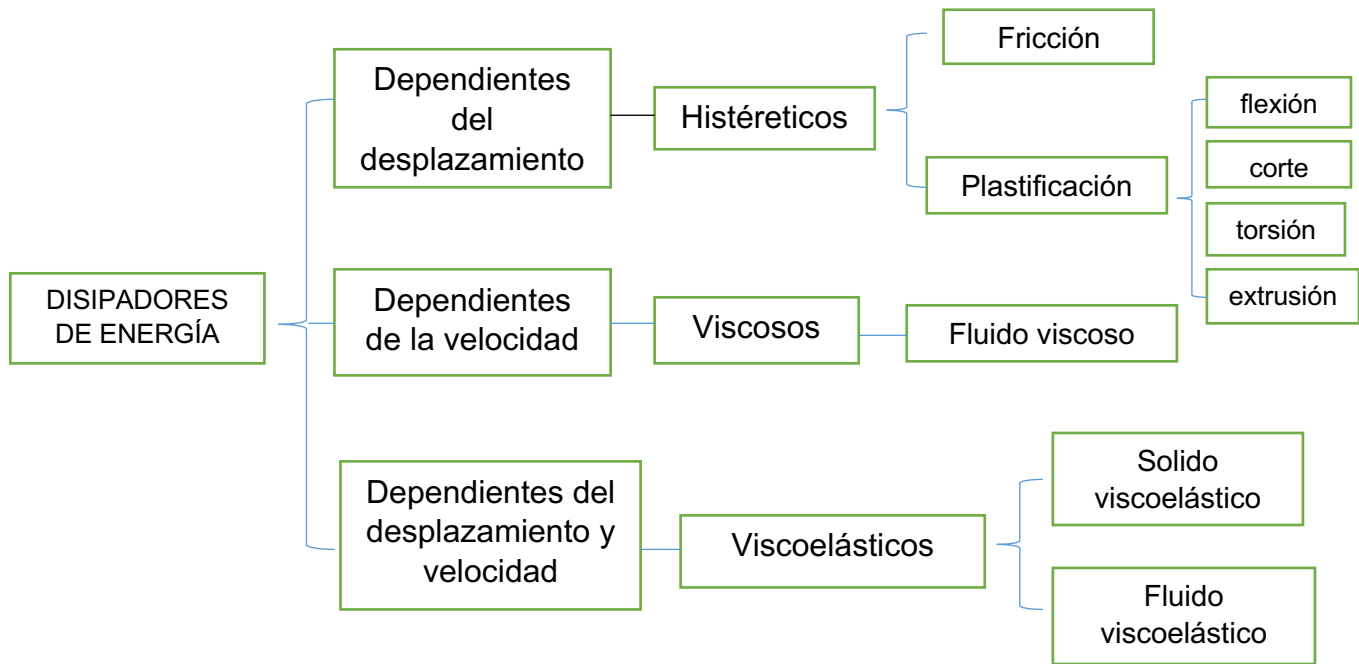 DISIPADORES
DE ENERGÍA
Dependientes
del
desplazamiento
Histéreticos
Fricción
Plastificación
flexión
corte
torsión
extrusión
Dependientes
de la velocidad
Viscosos
Fluido viscoso
Dependientes del
desplazamiento y
velocidad
Viscoelásticos
Solido
viscoelástico
Fluido
viscoelástico